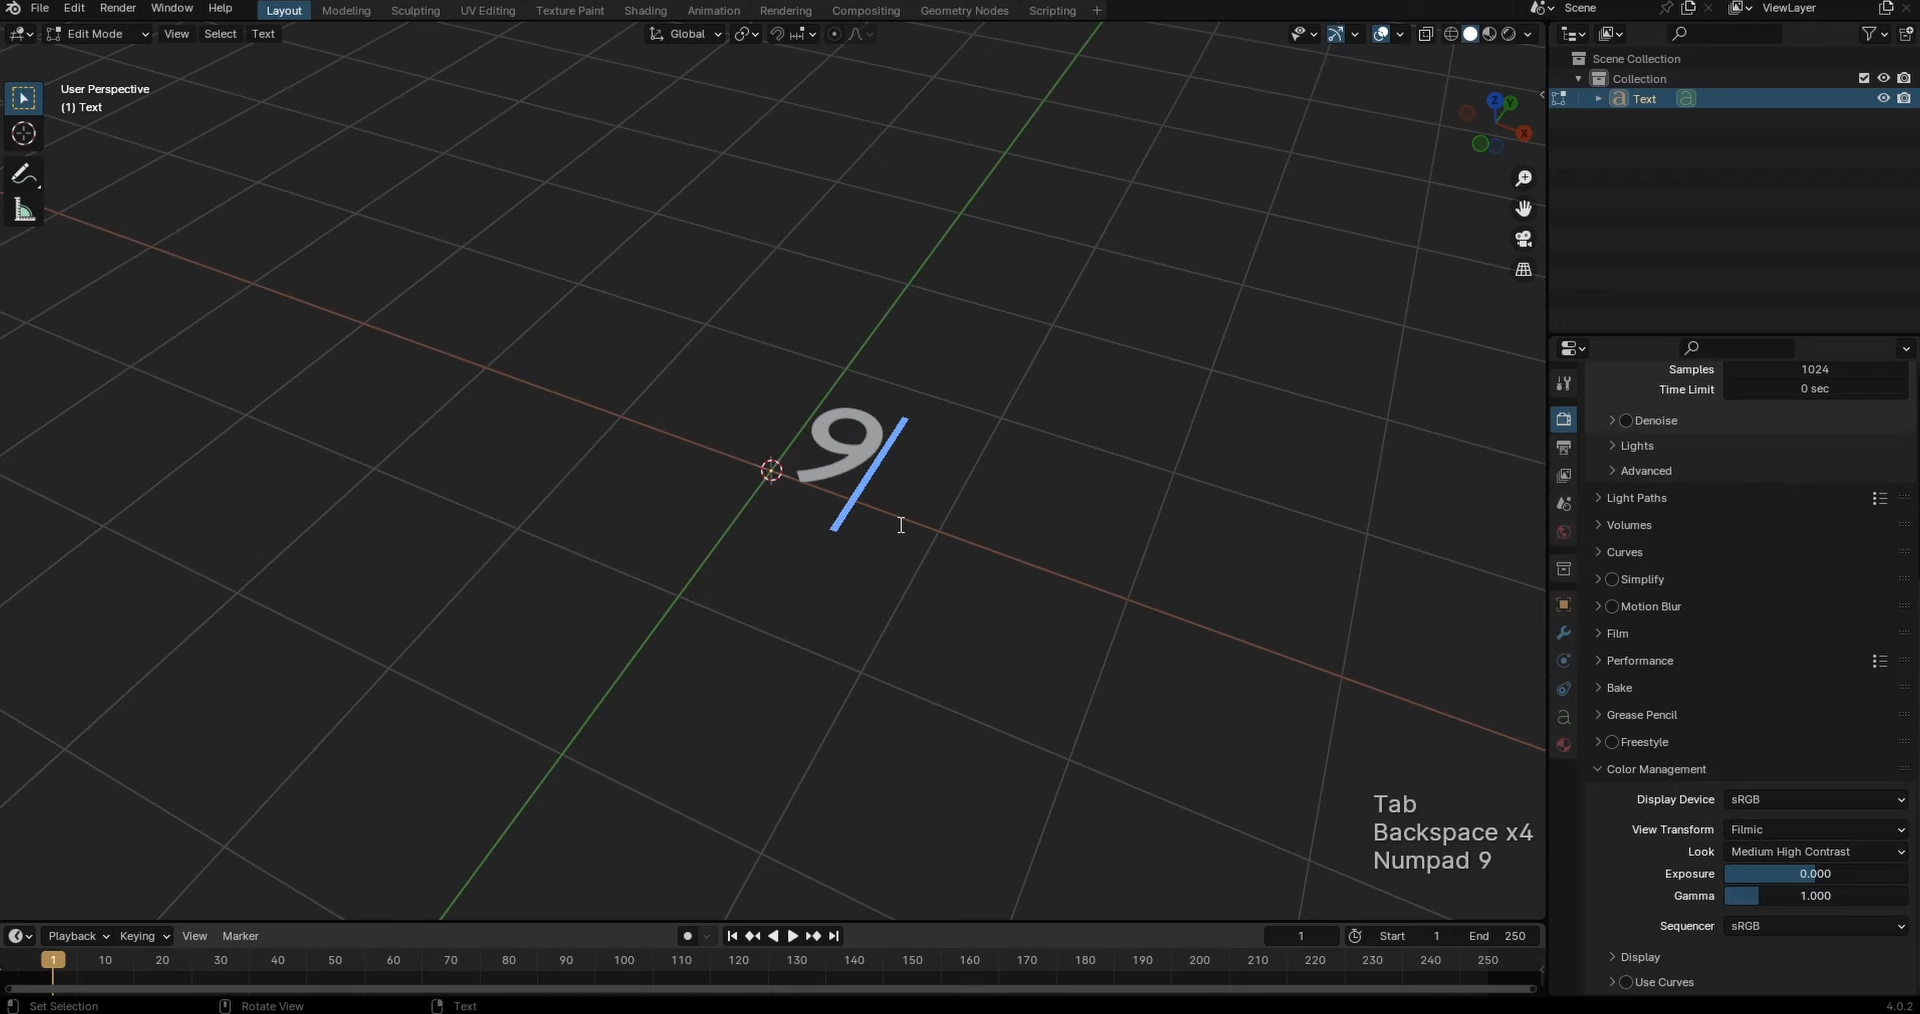 File Edit Render Window Help Layout Modeling Sculpting UV Editing Texture Paint Shading Animation Rendering Compositing Geometry Nodes Scripting + Scene ViewLayer
Edit Mode View Select Text Global
User Perspective
(1) Text
Z Y
X
9
Tab
Backspace x4
Numpad 9
Scene Collection
Collection
Text
Samples 1024
Time Limit 0 sec
Denoise
Lights
Advanced
Light Paths
Volumes
Curves
Simplify
Motion Blur
Film
Performance
Bake
Grease Pencil
Freestyle
Color Management
Display Device sRGB
View Transform Filmic
Look Medium High Contrast
Exposure 0.000
Gamma 1.000
Sequencer sRGB
Display
Use Curves
Playback Keying View Marker 1 Start 1 End 250
1 10 20 30 40 50 60 70 80 90 100 110 120 130 140 150 160 170 180 190 200 210 220 230 240 250
Set Selection Rotate View Text 4.0.2